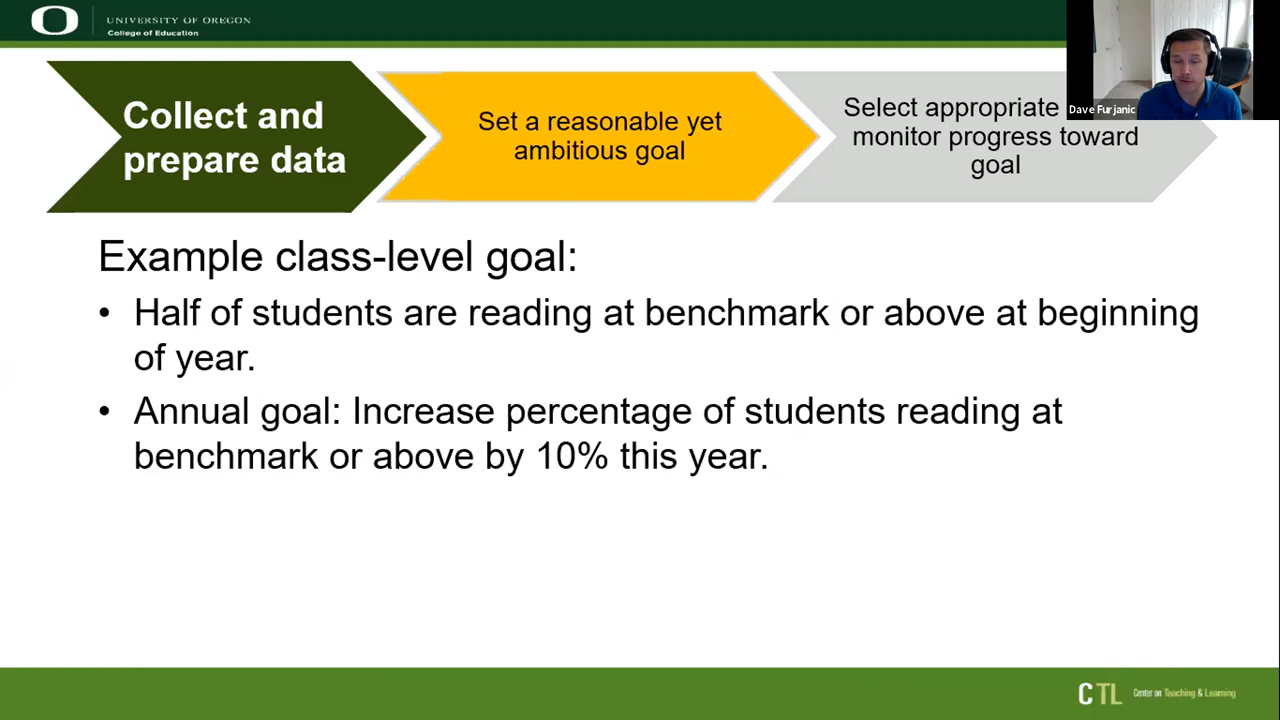 UNIVERSITY OF OREGON
College of Education
Collect and
prepare data
Set a reasonable yet
ambitious goal
Select appropriate
monitor progress toward
goal
Dave Furjanic
Example class-level goal:
• Half of students are reading at benchmark or above at beginning
of year.
• Annual goal: Increase percentage of students reading at
benchmark or above by 10% this year.
CTL Center on Teaching & Learning